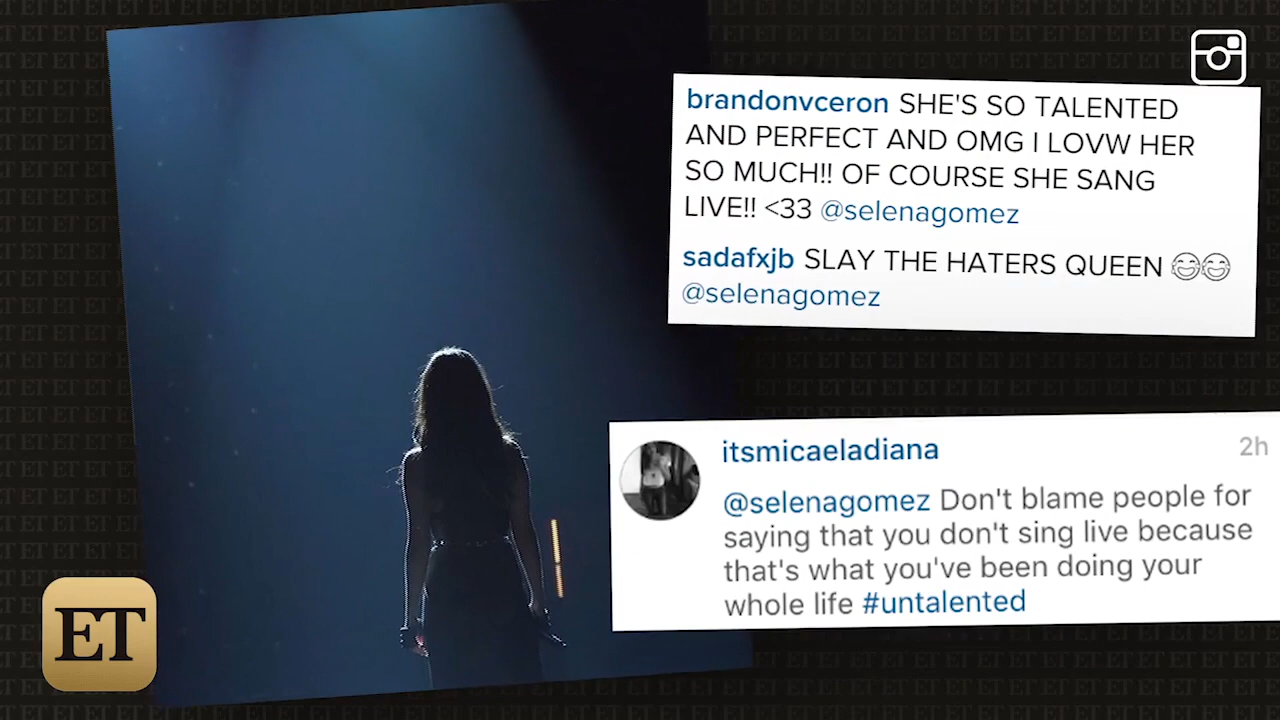 brandonvceron SHE'S SO TALENTED
AND PERFECT AND OMG I LOVW HER
SO MUCH!! OF COURSE SHE SANG
LIVE!! <33 @selenagomez
sadafxjb SLAY THE HATERS QUEEN 😂😂
@selenagomez
itsmicaeladiana 2h
@selenagomez Don't blame people for
saying that you don't sing live because
that's what you've been doing your
whole life #untalented
ET